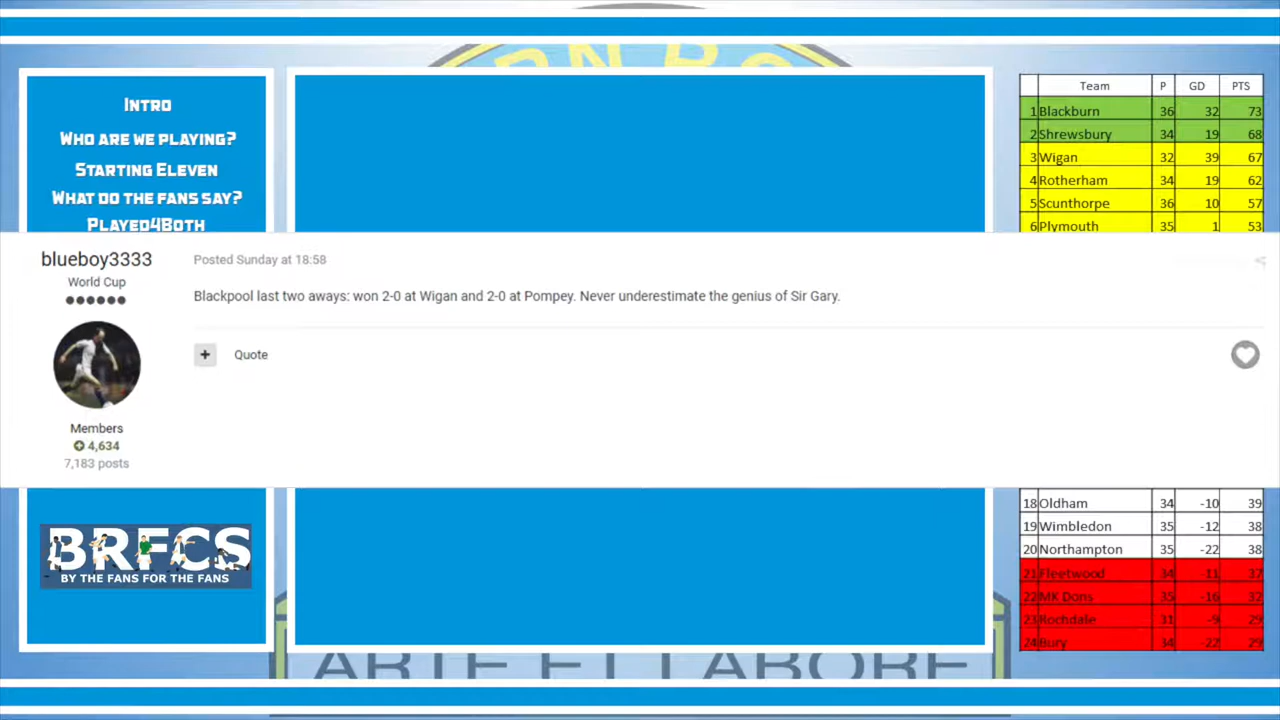 RN RO
Intro
Who are we playing?
Starting Eleven
What do the fans say?
Played4Both
Team P GD PTS
1 Blackburn 36 32 73
2 Shrewsbury 34 19 68
3 Wigan 32 39 67
4 Rotherham 34 19 62
5 Scunthorpe 36 10 57
6 Plymouth 35 1 53
blueboy3333
World Cup
Posted Sunday at 18:58
Blackpool last two aways: won 2-0 at Wigan and 2-0 at Pompey. Never underestimate the genius of Sir Gary.
+ Quote
Members
4,634
7,183 posts
18 Oldham 34 -10 39
19 Wimbledon 35 -12 38
20 Northampton 35 -22 38
21 Fleetwood 34 -11 37
22 MK Dons 35 -16 32
23 Rochdale 31 -9 29
24 Bury 34 -22 29
BRFCS
BY THE FANS FOR THE FANS
ARTE ET LABORE